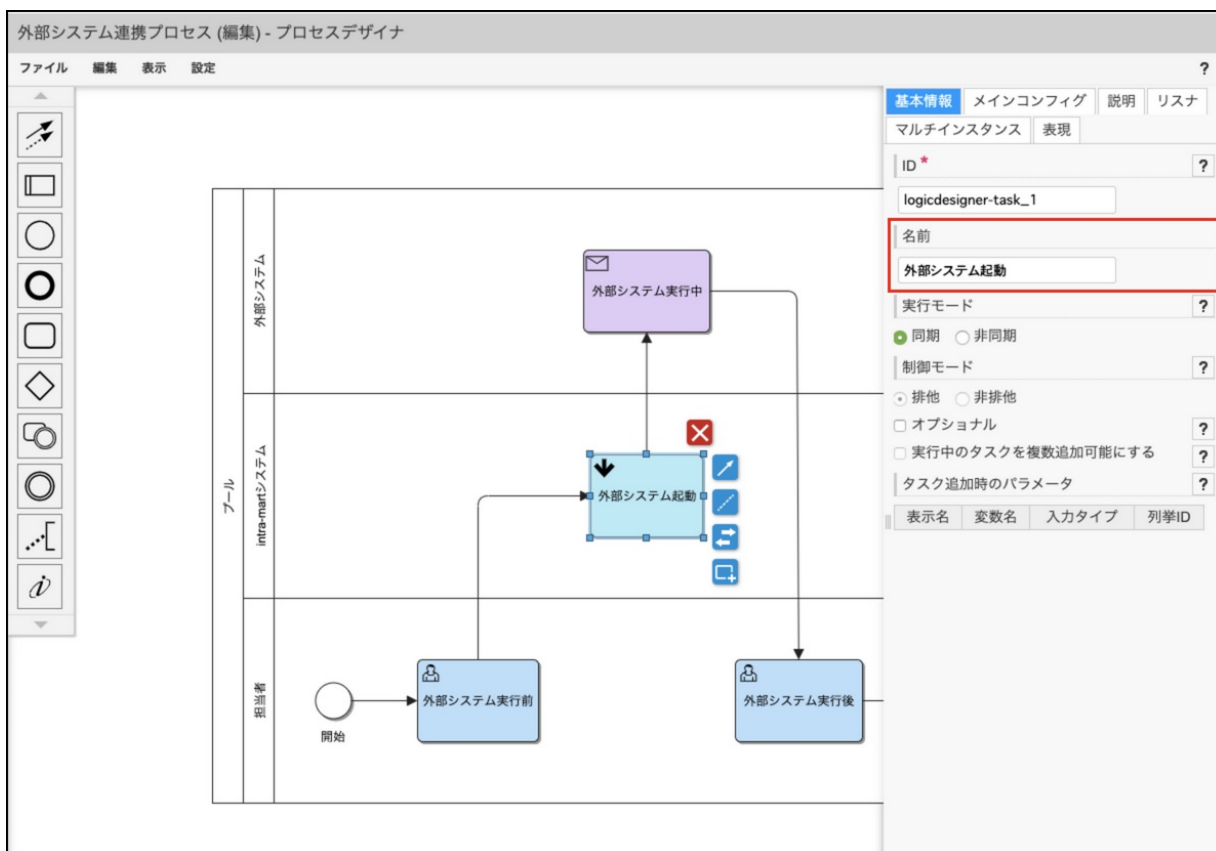 外部システム連携プロセス (編集) - プロセスデザイナ
ファイル 編集 表示 設定 ?
基本情報 メインコンフィグ 説明 リスナ
マルチインスタンス 表現
ID * ?
logicdesigner-task_1
名前
外部システム起動
実行モード ?
同期 非同期
制御モード ?
排他 非排他
オプショナル ?
実行中のタスクを複数追加可能にする ?
タスク追加時のパラメータ ?
表示名 変数名 入力タイプ 列挙ID
プール
外部システム
外部システム実行中
intra-martシステム
外部システム起動
担当者
開始
外部システム実行前
外部システム実行後